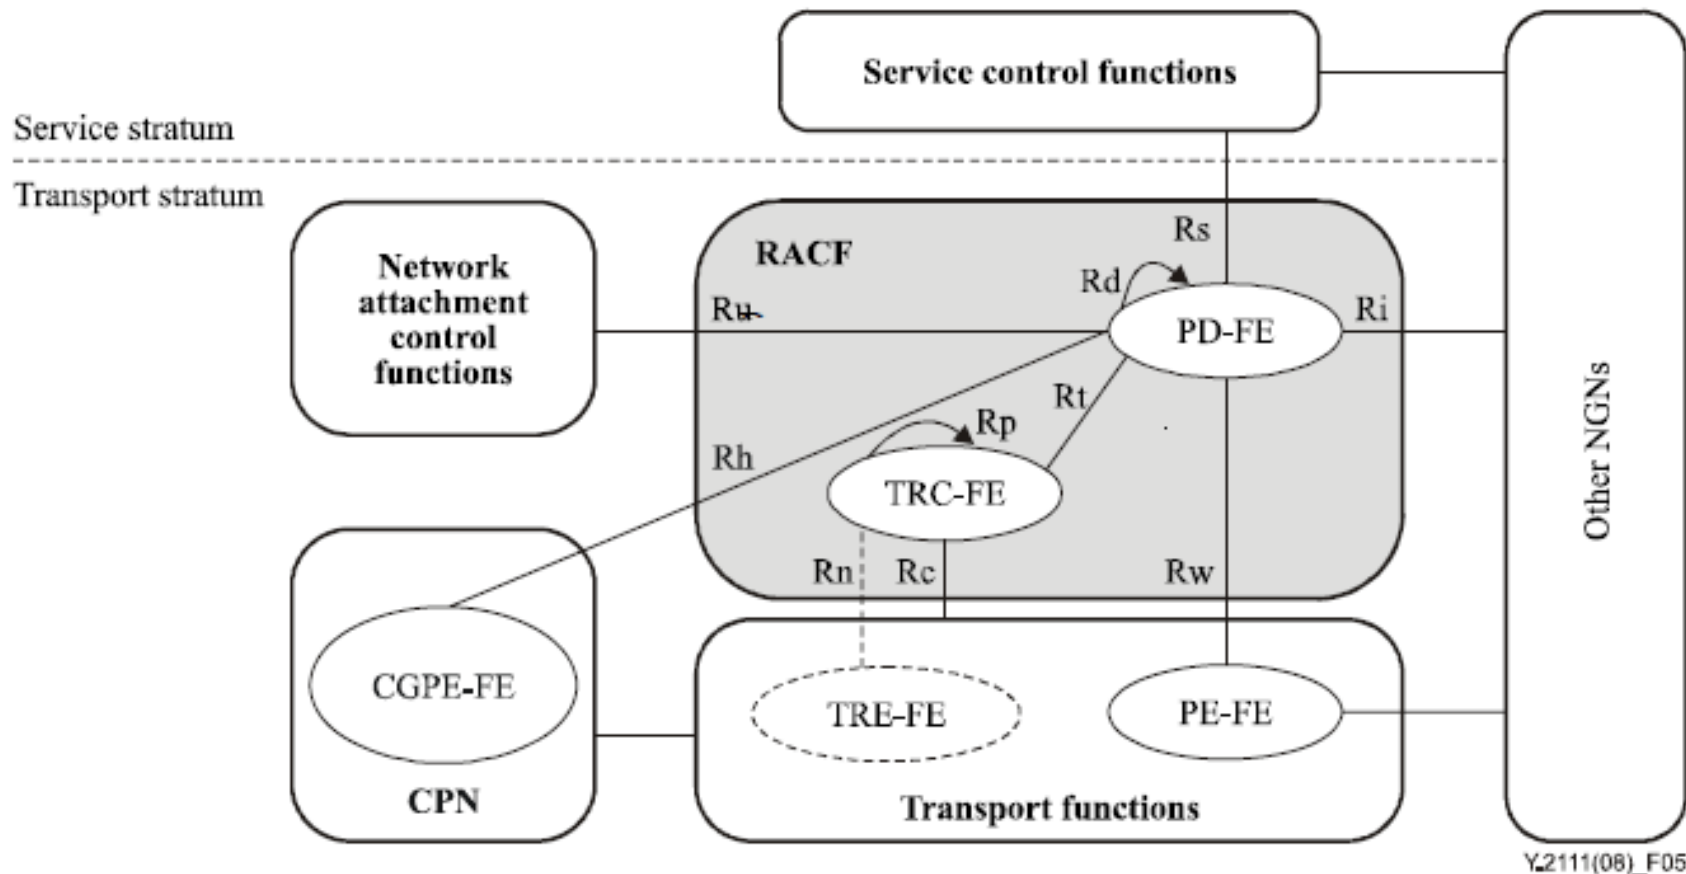 Service control functions
Service stratum
Transport stratum
Network
attachment
control
functions
RACF
Rs
Rd
Ru
PD-FE
Ri
Rt
Rp
Rh
TRC-FE
Rn
Rc
Rw
Other NGNs
CGPE-FE
TRE-FE
PE-FE
CPN
Transport functions
Y.2111(08)_F05